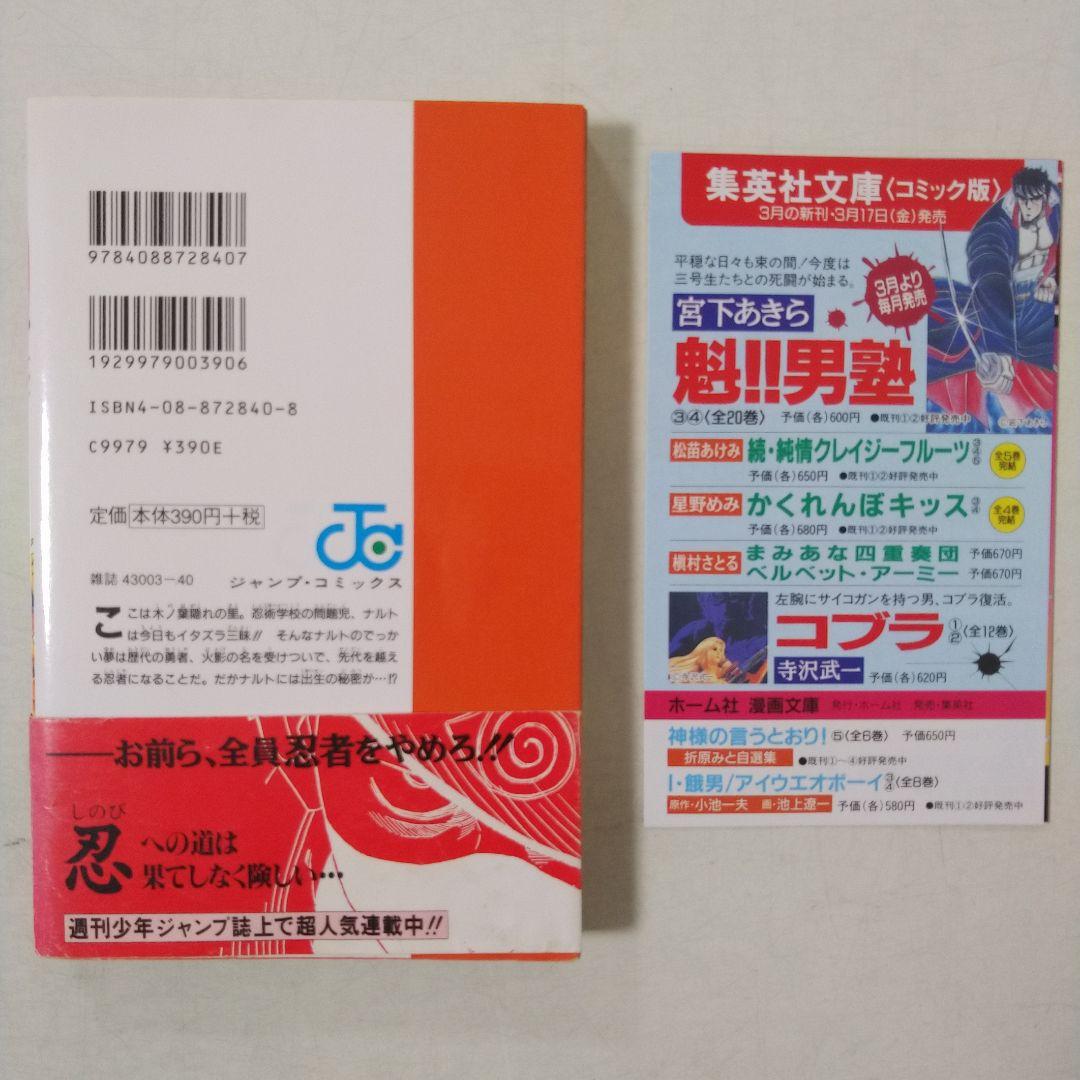 9784088728407
1929979003906
ISBN4-08-872840-8
C9979 ¥390E
定価 本体390円+税
雑誌 43003-40
ジャンプ・コミックス
ここは木ノ葉隠れの里。忍術学校の問題児、ナルト
は今日もイタズラ三昧!! そんなナルトのでっか
い夢は歴代の勇者、火影の名を受けついで、先代を越え
る忍者になることだ。だがナルトには出生の秘密が…!?
──お前ら、全員忍者をやめろ!!
しのび
忍への道は
果てしなく険しい…
週刊少年ジャンプ誌上で超人気連載中!!
集英社文庫〈コミック版〉
3月の新刊・3月17日(金)発売
平穏な日々も束の間!今度は
三号生たちとの死闘が始まる。
3月より
毎月発売
宮下あきら
魁!!男塾
③④〈全20巻〉 予価(各)600円 ●既刊①②好評発売中
©宮下あきら
松苗あけみ 続・純情クレイジーフルーツ ③④⑤ 全5巻完結
予価(各)650円 ●既刊①②好評発売中
星野めみ かくれんぼキッス ③④ 全4巻完結
予価(各)680円 ●既刊①②好評発売中
槇村さとる まみあな四重奏団 予価670円
ベルベット・アーミー 予価670円
左腕にサイコガンを持つ男、コブラ復活。
コブラ ①②〈全12巻〉
寺沢武一 予価(各)620円
ホーム社 漫画文庫 発行・ホーム社 発売・集英社
神様の言うとおり! ⑤〈全6巻〉 予価650円
折原みと自選集 ●既刊①~④好評発売中
I・餓男/アイウエオボーイ ③④〈全8巻〉
原作・小池一夫 画・池上遼一 予価(各)580円 ●既刊①②好評発売中